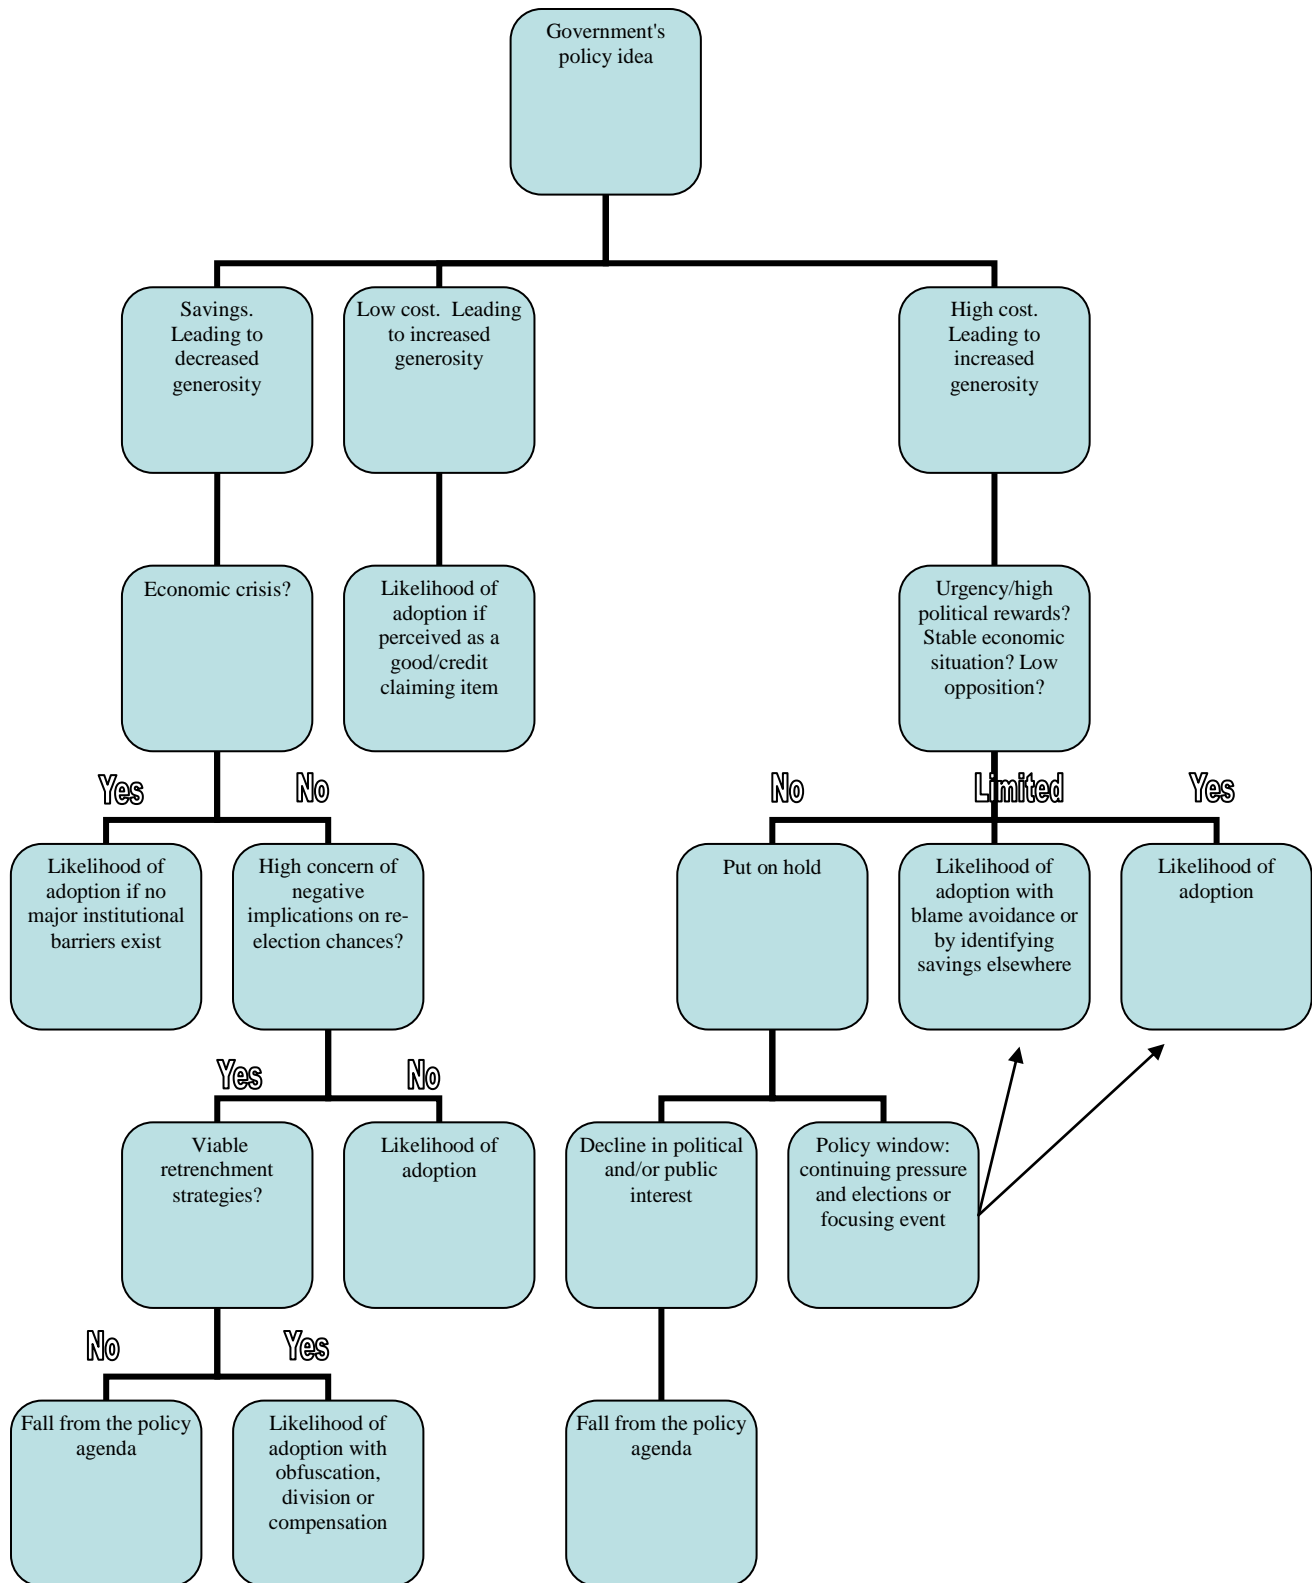 Government's
policy idea
Savings.
Leading to
decreased
generosity
Low cost.  Leading
to increased
generosity
High cost.
Leading to
increased
generosity
Economic crisis?
Likelihood of
adoption if
perceived as a
good/credit
claiming item
Urgency/high
political rewards?
Stable economic
situation? Low
opposition?
Yes
No
No
Limited
Yes
Likelihood of
adoption if no
major institutional
barriers exist
High concern of
negative
implications on re-
election chances?
Put on hold
Likelihood of
adoption with
blame avoidance or
by identifying
savings elsewhere
Likelihood of
adoption
Yes
No
Viable
retrenchment
strategies?
Likelihood of
adoption
Decline in political
and/or public
interest
Policy window:
continuing pressure
and elections or
focusing event
No
Yes
Fall from the policy
agenda
Likelihood of
adoption with
obfuscation,
division or
compensation
Fall from the policy
agenda